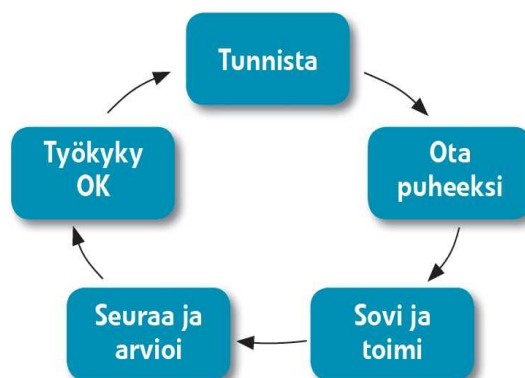 Tunnista
Ota
puheeksi
Sovi ja
toimi
Seuraa ja
arvioi
Työkyky
OK